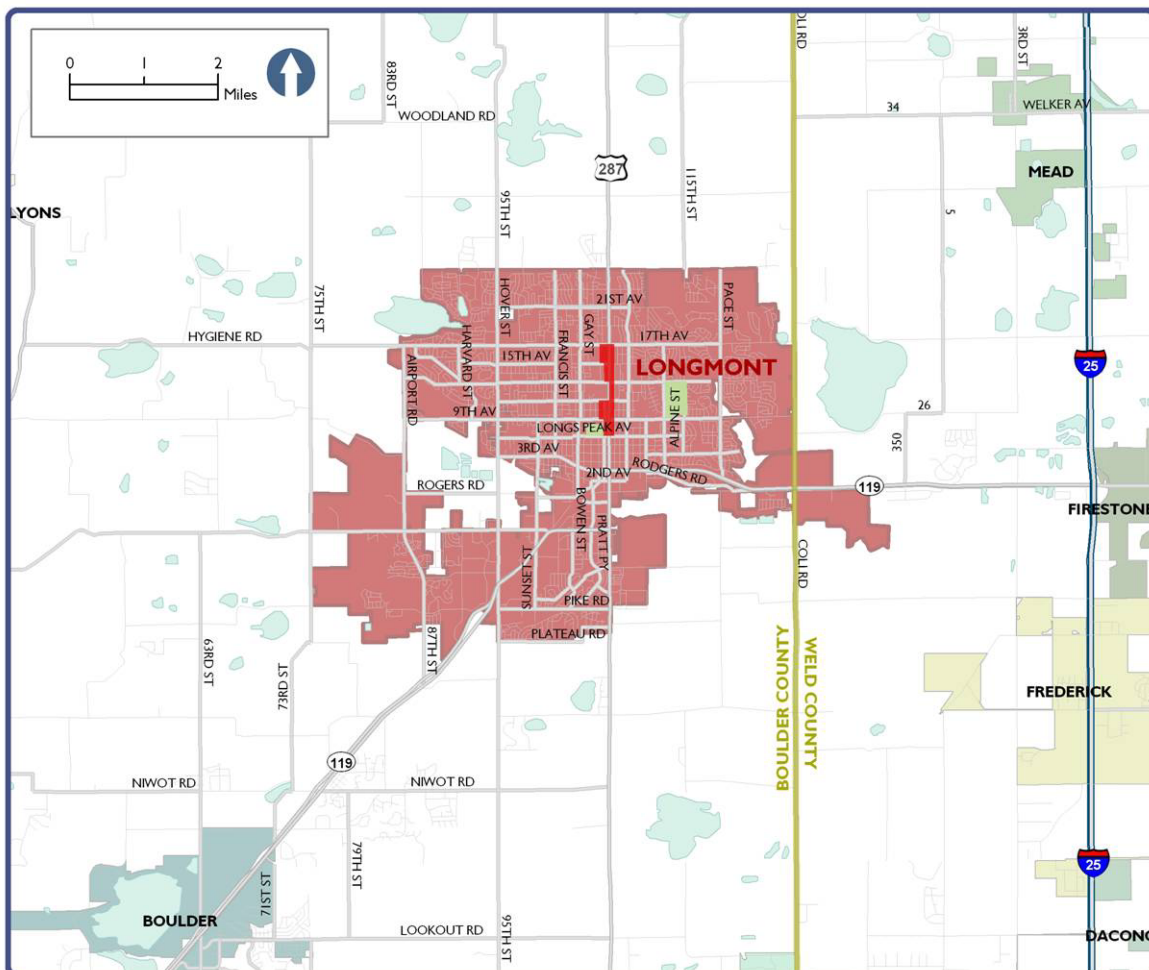 0 1 2
Miles
COLI RD
3RD ST
83RD ST
34
WELKER AV
WOODLAND RD
287
115TH ST
MEAD
LYONS
95TH ST
5
75TH ST
HOVER ST
21ST AV
PACE ST
GAY ST
HYGIENE RD
HARVARD ST
FRANCIS ST
17TH AV
15TH AV
LONGMONT
25
AIRPORT RD
ALPINE ST
9TH AV
26
LONGS PEAK AV
3RD AV
350
2ND AV
RODGERS RD
ROGERS RD
119
BOWEN ST
PRATT PY
FIRESTONE
SUNSET ST
COLI RD
PIKE RD
87TH ST
PLATEAU RD
63RD ST
73RD ST
BOULDER COUNTY
WELD COUNTY
FREDERICK
119
NIWOT RD
NIWOT RD
79TH ST
25
71ST ST
BOULDER
95TH ST
LOOKOUT RD
DACONO